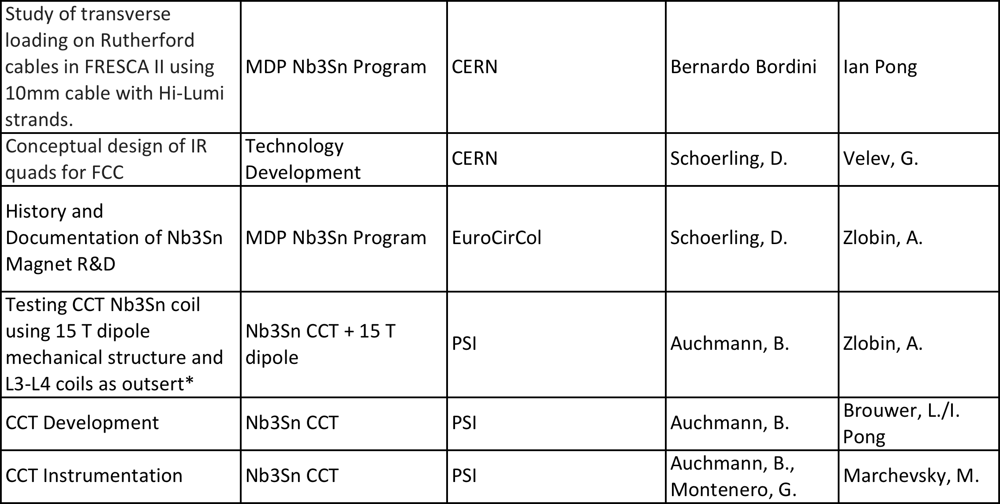 Study of transverse
loading on Rutherford
cables in FRESCA II using
10mm cable with Hi-Lumi
strands.
MDP Nb3Sn Program
CERN
Bernardo Bordini
Ian Pong
Conceptual design of IR
quads for FCC
Technology
Development
CERN
Schoerling, D.
Velev, G.
History and
Documentation of Nb3Sn
Magnet R&D
MDP Nb3Sn Program
EuroCirCol
Schoerling, D.
Zlobin, A.
Testing CCT Nb3Sn coil
using 15 T dipole
mechanical structure and
L3-L4 coils as outsert*
Nb3Sn CCT + 15 T
dipole
PSI
Auchmann, B.
Zlobin, A.
CCT Development
Nb3Sn CCT
PSI
Auchmann, B.
Brouwer, L./I.
Pong
CCT Instrumentation
Nb3Sn CCT
PSI
Auchmann, B.,
Montenero, G.
Marchevsky, M.